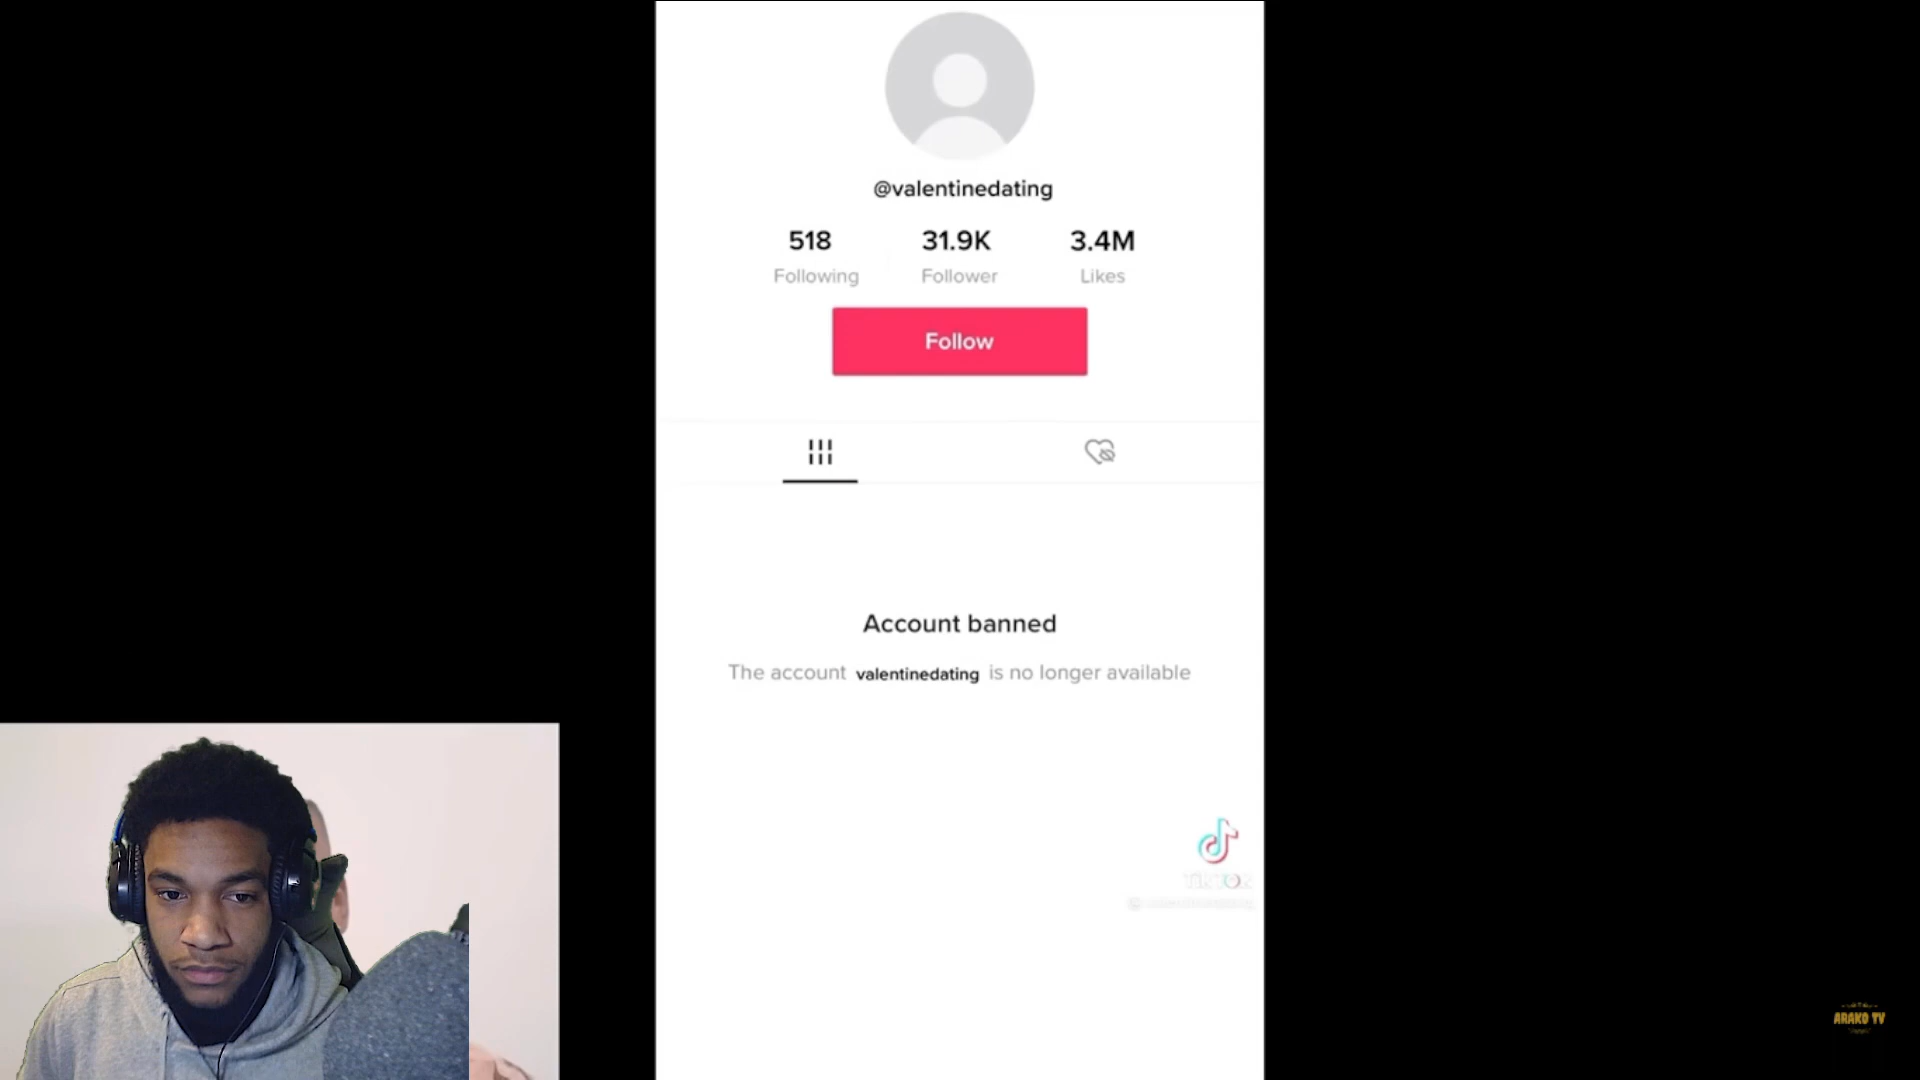 @valentinedating
518 31.9K 3.4M
Following Follower Likes
Follow
Account banned
The account valentinedating is no longer available
TikTok
ARAKO TV